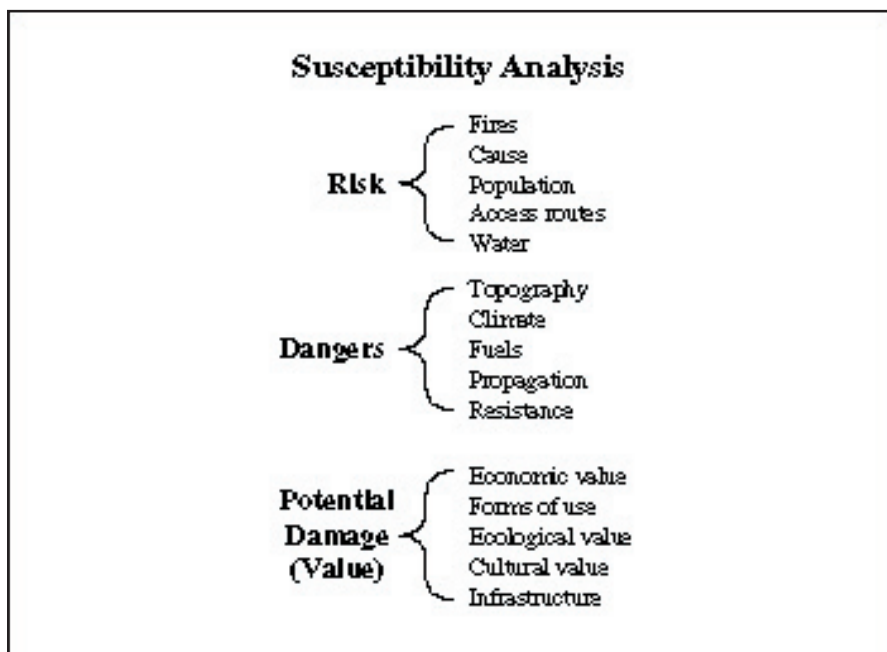 Susceptibility Analysis
Risk
Fires
Cause
Population
Access routes
Water
Dangers
Topography
Climate
Fuels
Propagation
Resistance
Potential
Damage
(Value)
Economic value
Forms of use
Ecological value
Cultural value
Infrastructure